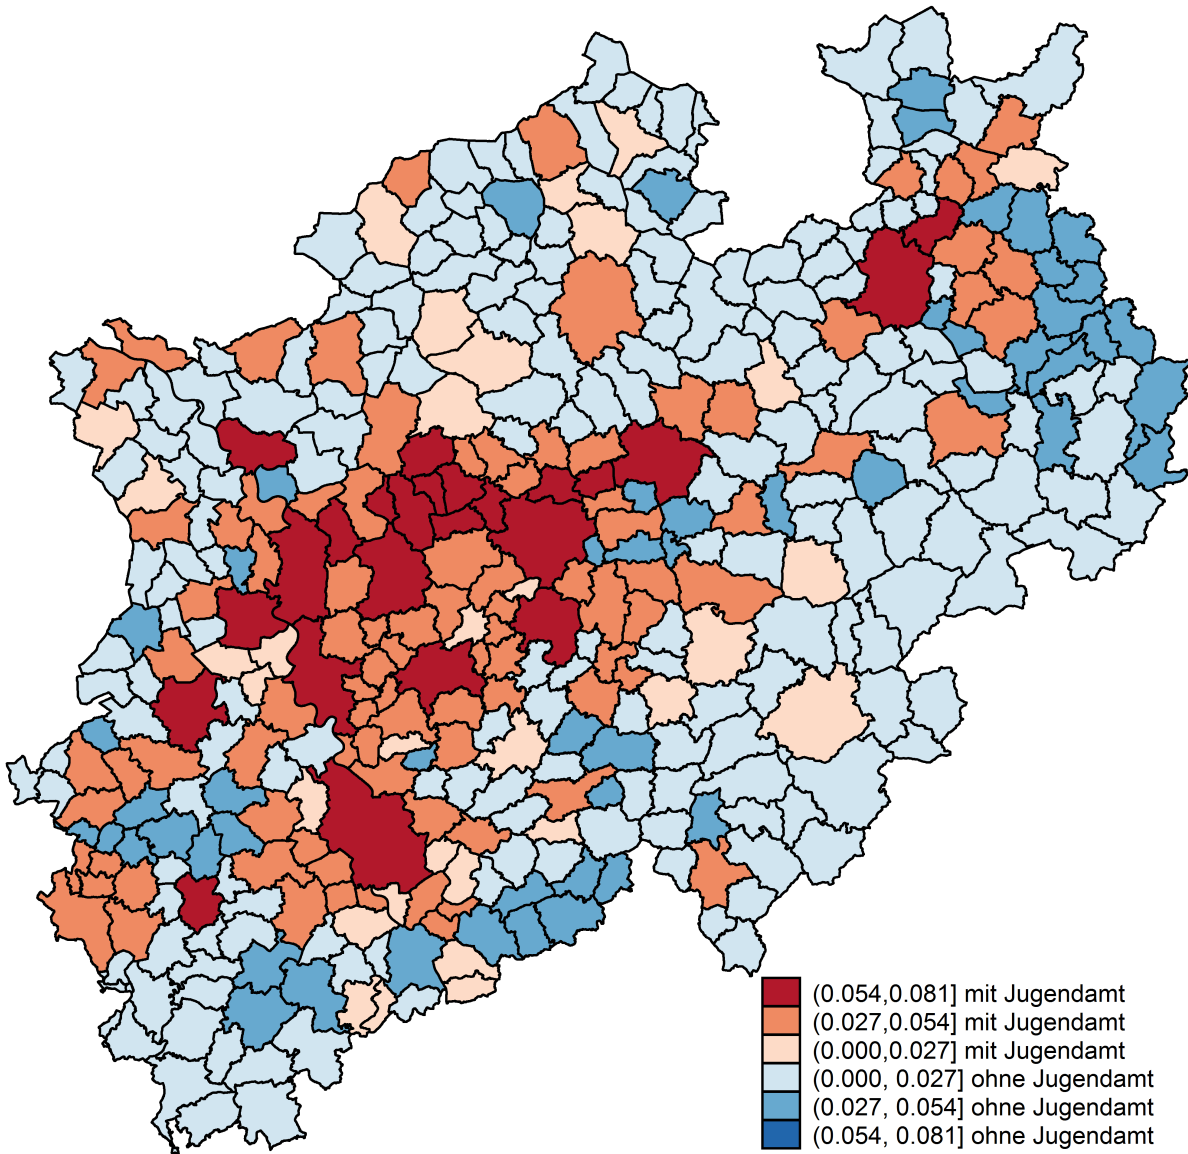 (0.054,0.081] mit Jugendamt
(0.027,0.054] mit Jugendamt
(0.000,0.027] mit Jugendamt
(0.000, 0.027] ohne Jugendamt
(0.027, 0.054] ohne Jugendamt
(0.054, 0.081] ohne Jugendamt